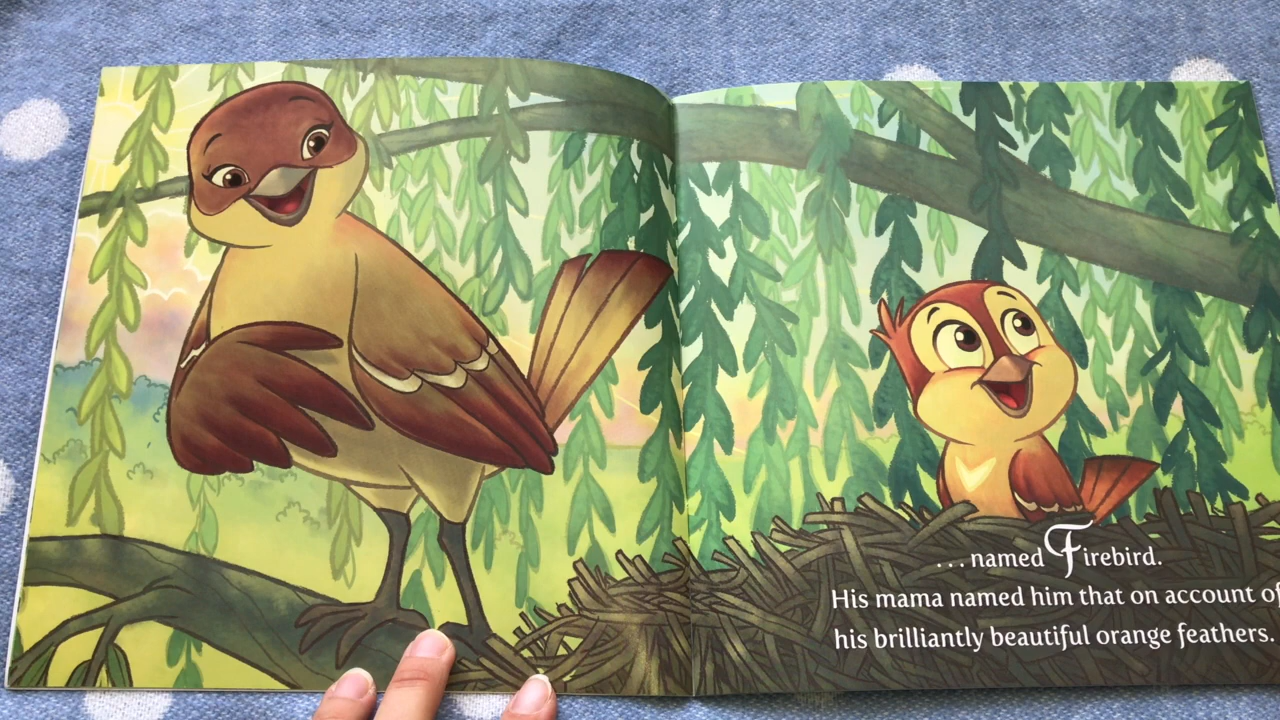 ... named Firebird.
His mama named him that on account of
his brilliantly beautiful orange feathers.